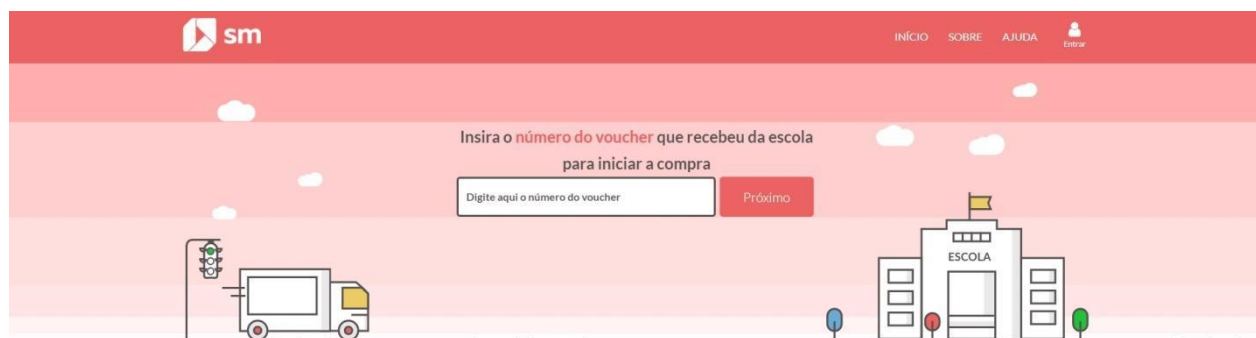 sm
INÍCIO SOBRE AJUDA Entrar
Insira o número do voucher que recebeu da escola
para iniciar a compra
Digite aqui o número do voucher
Próximo
ESCOLA